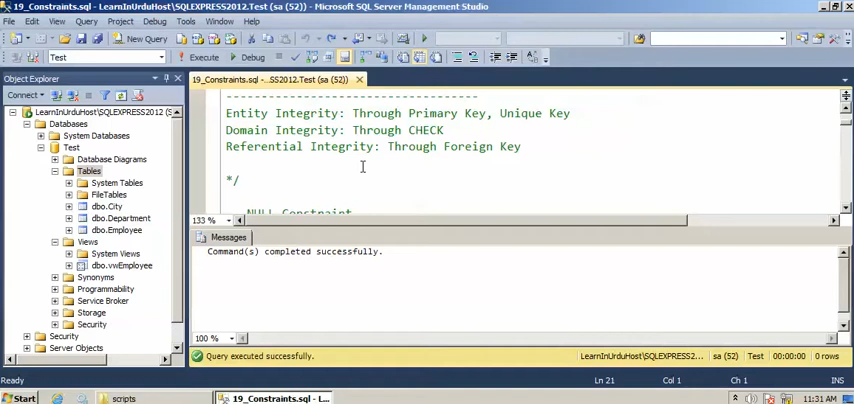 19_Constraints.sql - LearnInUrduHost\SQLEXPRESS2012.Test (sa (52)) - Microsoft SQL Server Management Studio
File Edit View Query Project Debug Tools Window Help
New Query
Test Execute Debug
Object Explorer
Connect
LearnInUrduHost\SQLEXPRESS2012 (S
Databases
System Databases
Test
Database Diagrams
Tables
System Tables
FileTables
dbo.City
dbo.Department
dbo.Employee
Views
System Views
dbo.vwEmployee
Synonyms
Programmability
Service Broker
Storage
Security
Security
Server Objects
19_Constraints.sql -...SS2012.Test (sa (52))
------------------------------------
Entity Integrity: Through Primary Key, Unique Key
Domain Integrity: Through CHECK
Referential Integrity: Through Foreign Key
*/
NULL Constraint
133 %
Messages
Command(s) completed successfully.
100 %
Query executed successfully. LearnInUrduHost\SQLEXPRESS2... sa (52) Test 00:00:00 0 rows
Ready Ln 21 Col 1 Ch 1 INS
Start scripts 19_Constraints.sql - L... 11:31 AM